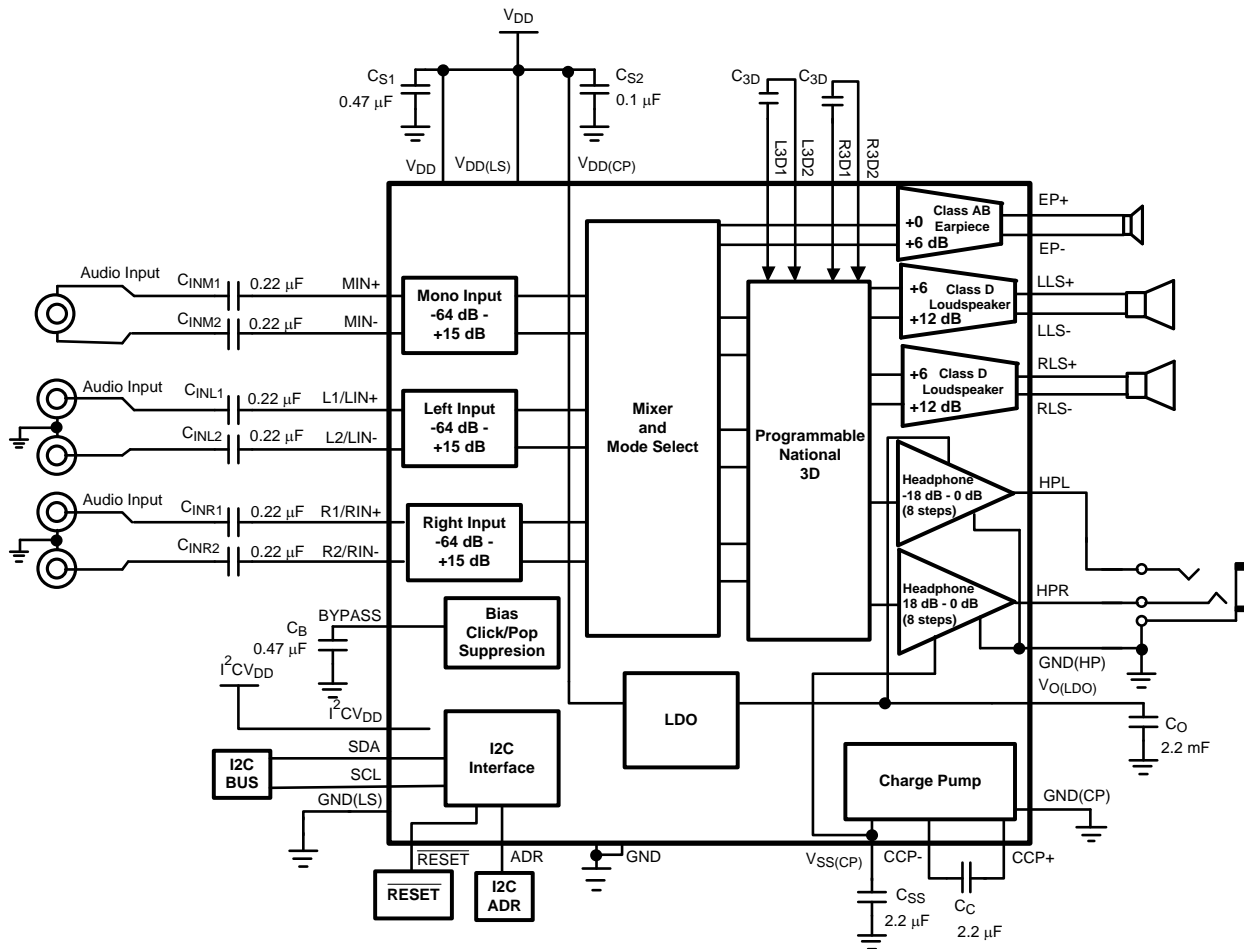 VDD
CS1
0.47 µF
CS2
0.1 µF
C3D
C3D
VDD
VDD(LS)
VDD(CP)
L3D1
L3D2
R3D1
R3D2
+0
Class AB
Earpiece
+6 dB
EP+
EP-
Audio Input
CINM1
0.22 µF
MIN+
CINM2
0.22 µF
MIN-
Mono Input
-64 dB -
+15 dB
+6
Class D
Loudspeaker
+12 dB
LLS+
LLS-
Audio Input
CINL1
0.22 µF
L1/LIN+
CINL2
0.22 µF
L2/LIN-
Left Input
-64 dB -
+15 dB
Mixer
and
Mode Select
Programmable
National
3D
+6
Class D
Loudspeaker
+12 dB
RLS+
RLS-
Audio Input
CINR1
0.22 µF
R1/RIN+
CINR2
0.22 µF
R2/RIN-
Right Input
-64 dB -
+15 dB
Headphone
-18 dB - 0 dB
(8 steps)
HPL
Headphone
18 dB - 0 dB
(8 steps)
HPR
GND(HP)
VO(LDO)
BYPASS
CB
0.47 µF
Bias
Click/Pop
Suppresion
I2CVDD
I2CVDD
LDO
CO
2.2 mF
I2C
BUS
SDA
SCL
GND(LS)
I2C
Interface
Charge Pump
GND(CP)
RESET
ADR
GND
VSS(CP)
CCP-
CCP+
RESET
I2C
ADR
CSS
2.2 µF
CC
2.2 µF